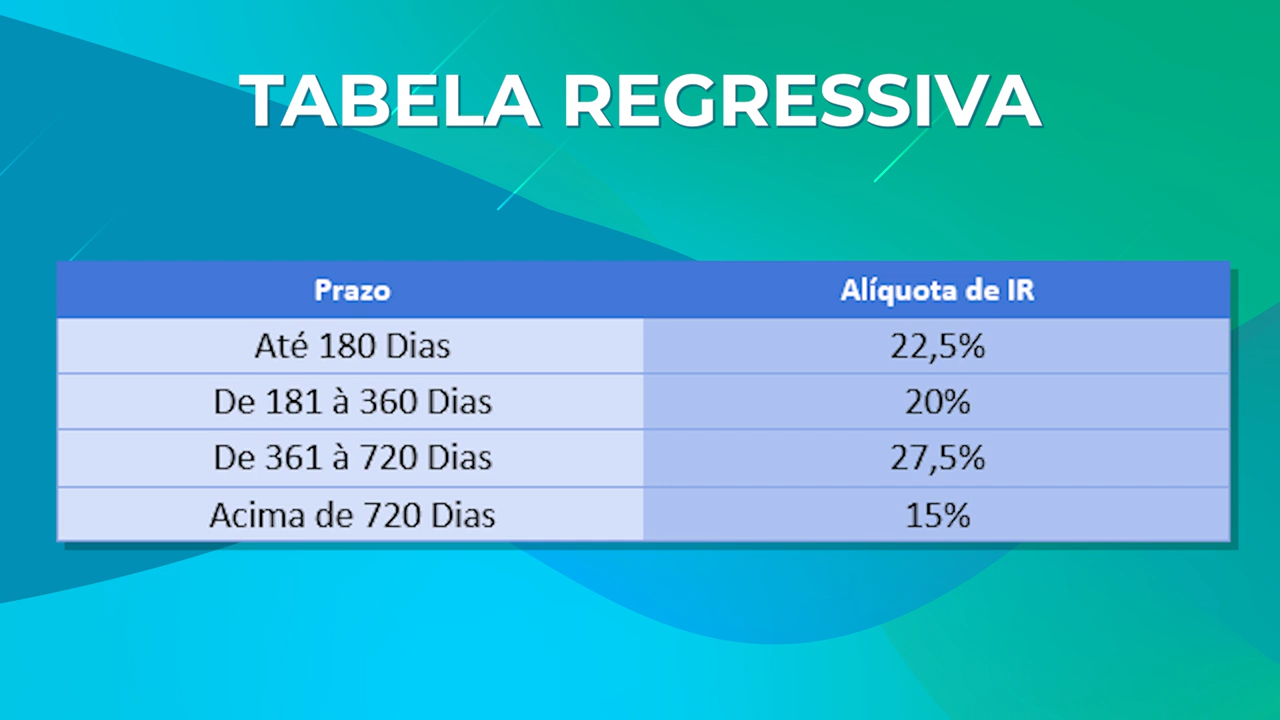 TABELA REGRESSIVA
Prazo Alíquota de IR
Até 180 Dias 22,5%
De 181 à 360 Dias 20%
De 361 à 720 Dias 27,5%
Acima de 720 Dias 15%